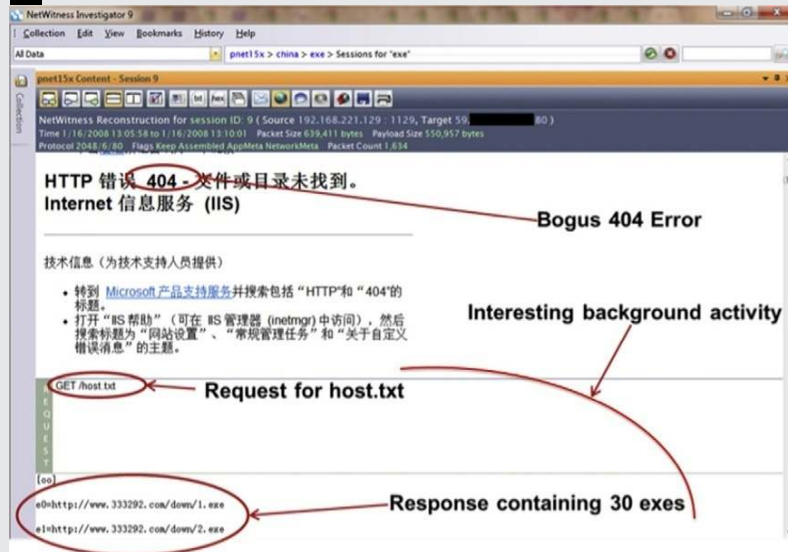 NetWitness Investigator 9
Collection Edit View Bookmarks History Help
All Data
pnet15x > china > exe > Sessions for "exe"
Collection
pnet15x Content - Session 9
NetWitness Reconstruction for session ID: 9 ( Source 192.168.221.129 : 1129, Target 59. 80 )
Time 1/16/2008 13:05:58 to 1/16/2008 13:10:01 Packet Size 639,411 bytes Payload Size 550,957 bytes
Protocol 2048/6/80 Flags Keep Assembled AppMeta NetworkMeta Packet Count 1,634
HTTP 错误 404 - 文件或目录未找到。
Internet 信息服务 (IIS)
Bogus 404 Error
技术信息（为技术支持人员提供）
• 转到 Microsoft 产品支持服务并搜索包括“HTTP”和“404”的
标题。
• 打开“IIS 帮助”（可在 IIS 管理器 (inetmgr) 中访问），然后
搜索标题为“网站设置”、“常规管理任务”和“关于自定义
错误消息”的主题。
Interesting background activity
REQUEST
GET /host.txt
Request for host.txt
[oo]
e0=http://www.333292.com/down/1.exe
e1=http://www.333292.com/down/2.exe
Response containing 30 exes